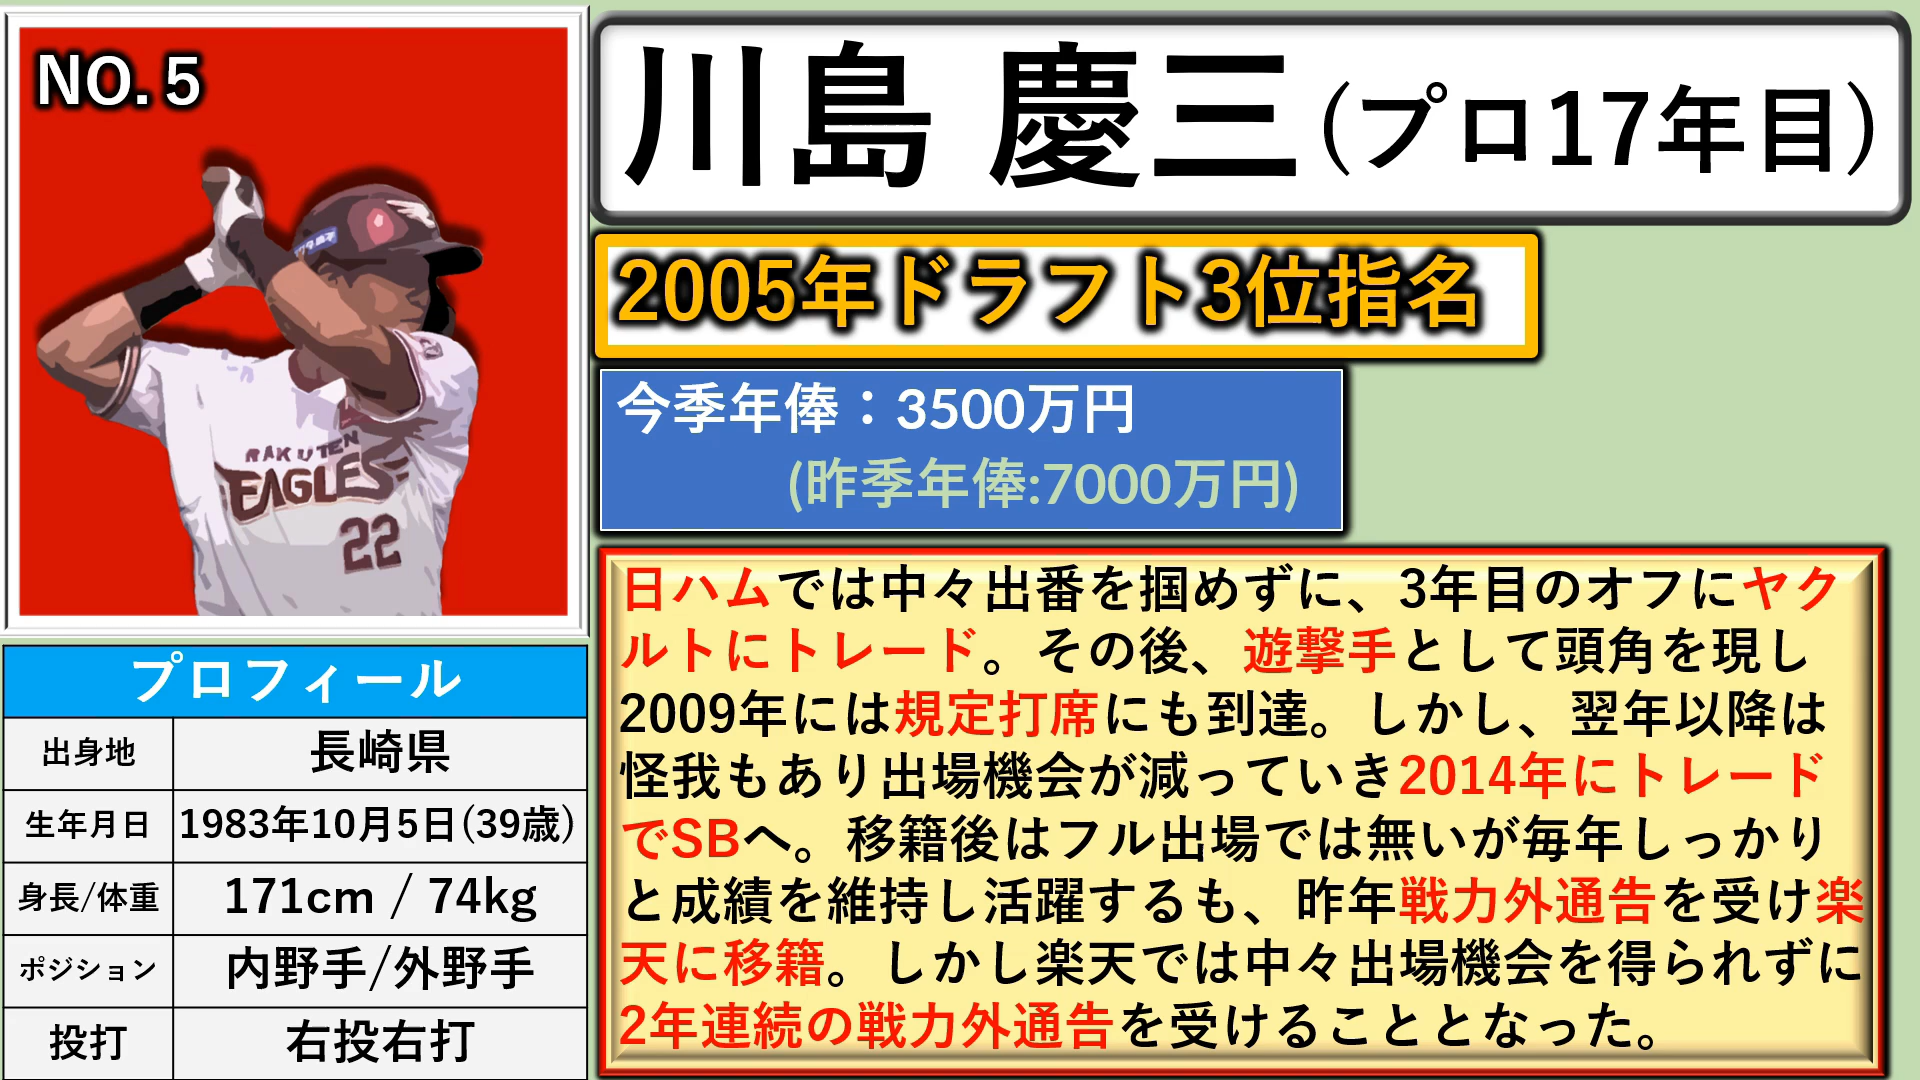 NO. 5
川島 慶三(プロ17年目)
2005年ドラフト3位指名
今季年俸：3500万円
(昨季年俸:7000万円)
RAKUTEN
EAGLES
22
プロフィール
出身地 長崎県
生年月日 1983年10月5日(39歳)
身長/体重 171cm / 74kg
ポジション 内野手/外野手
投打 右投右打
日ハムでは中々出番を掴めずに、3年目のオフにヤク
ルトにトレード。その後、遊撃手として頭角を現し
2009年には規定打席にも到達。しかし、翌年以降は
怪我もあり出場機会が減っていき2014年にトレード
でSBへ。移籍後はフル出場では無いが毎年しっかり
と成績を維持し活躍するも、昨年戦力外通告を受け楽
天に移籍。しかし楽天では中々出場機会を得られずに
2年連続の戦力外通告を受けることとなった。